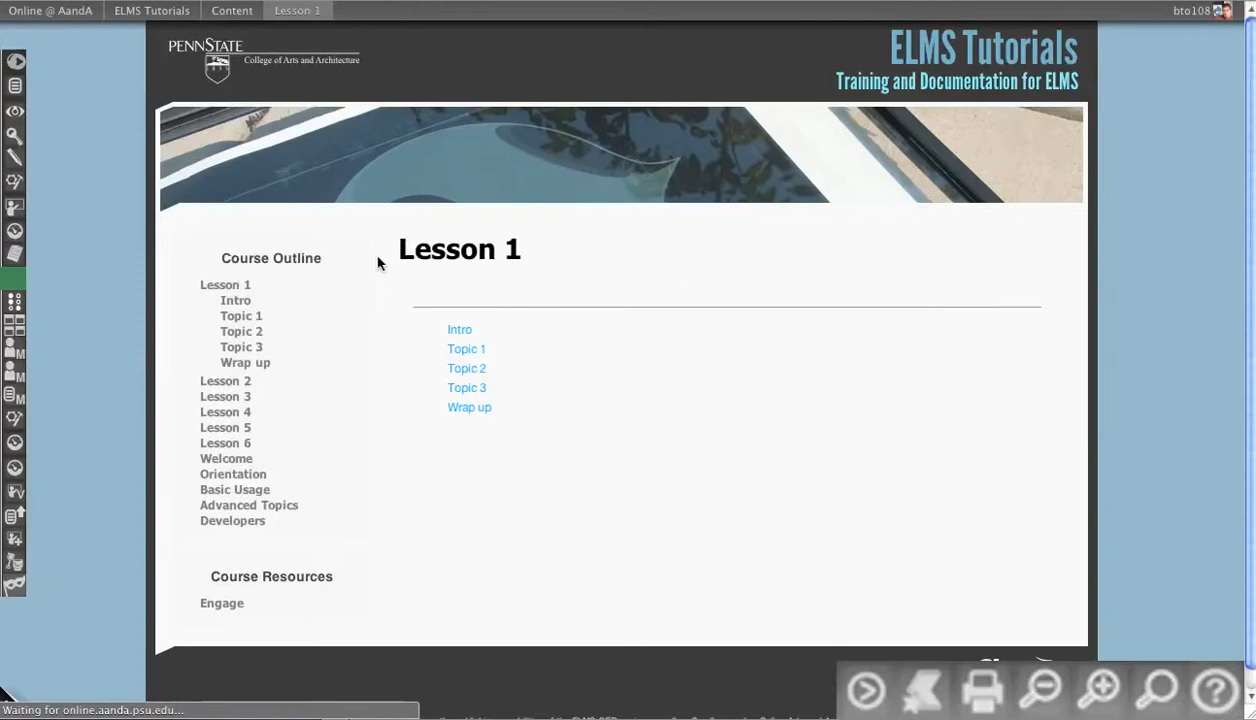 Online @ AandA ELMS Tutorials Content Lesson 1 bto108
PENNSTATE
College of Arts and Architecture
ELMS Tutorials
Training and Documentation for ELMS
Course Outline
Lesson 1
Intro
Topic 1
Topic 2
Topic 3
Wrap up
Lesson 2
Lesson 3
Lesson 4
Lesson 5
Lesson 6
Welcome
Orientation
Basic Usage
Advanced Topics
Developers
Course Resources
Engage
Lesson 1
Intro
Topic 1
Topic 2
Topic 3
Wrap up
Waiting for online.aanda.psu.edu...